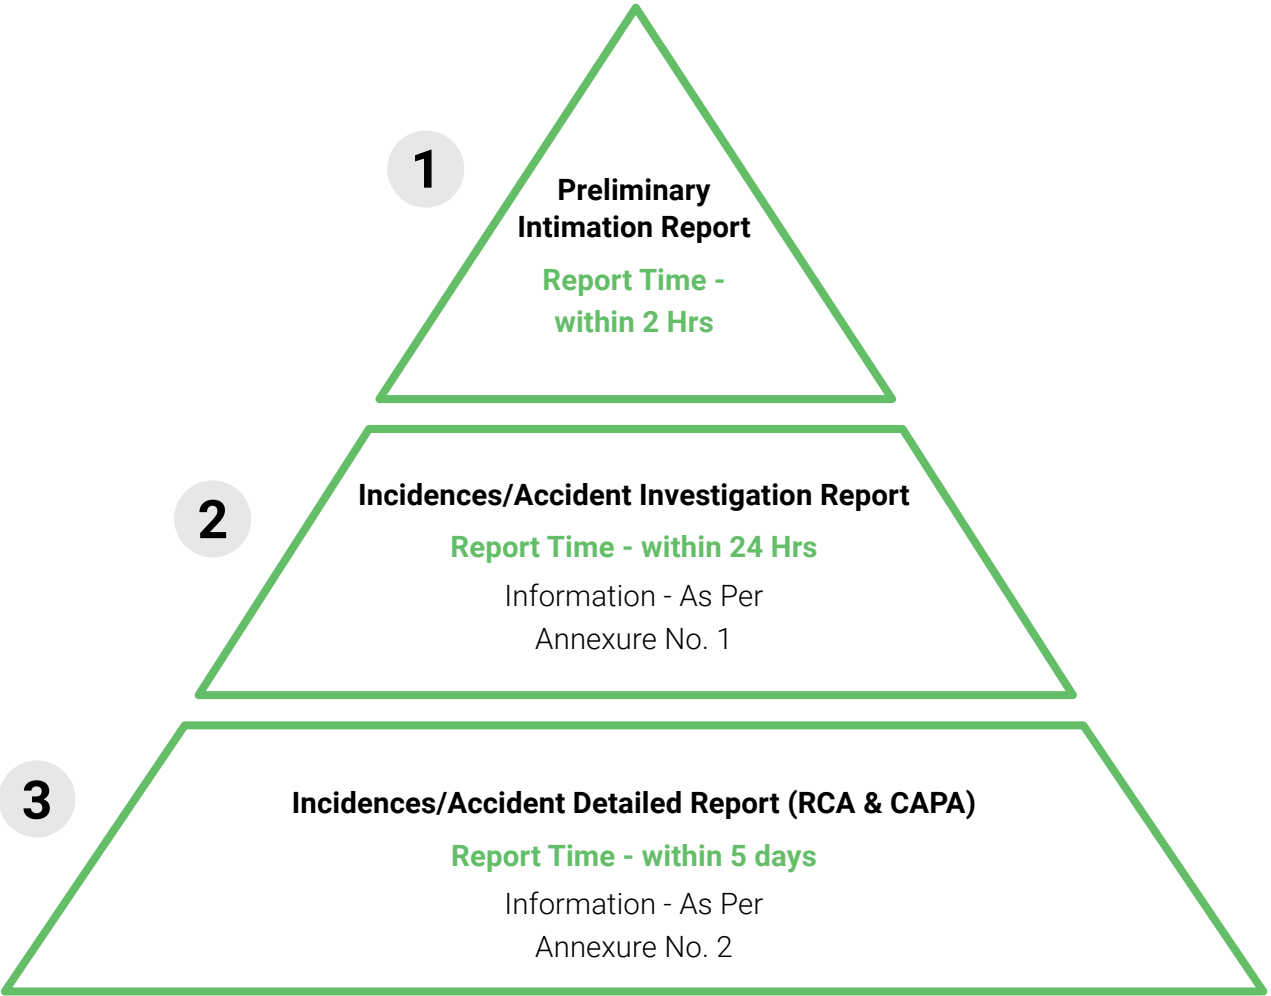 1
Preliminary
Intimation Report
Report Time -
within 2 Hrs
2
Incidences/Accident Investigation Report
Report Time - within 24 Hrs
Information - As Per
Annexure No. 1
3
Incidences/Accident Detailed Report (RCA & CAPA)
Report Time - within 5 days
Information - As Per
Annexure No. 2